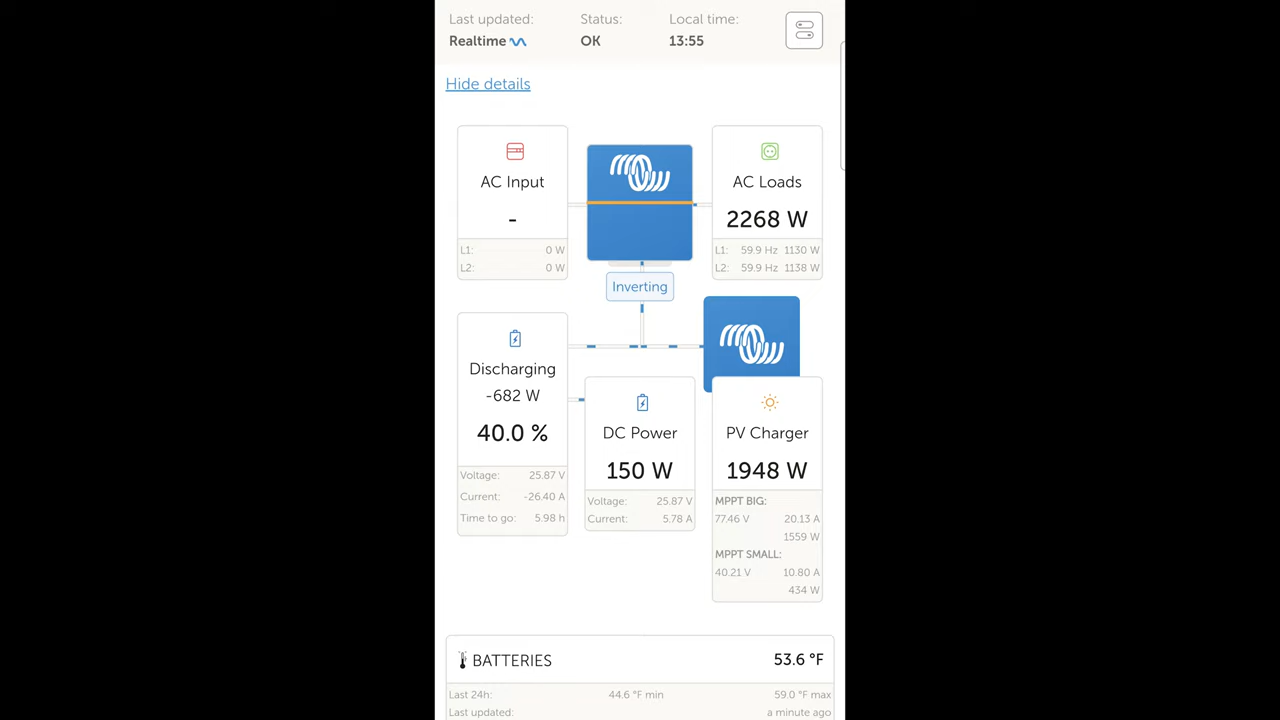 Last updated: Status: Local time:
Realtime OK 13:55
Hide details
AC Input
-
L1: 0 W
L2: 0 W
AC Loads
2268 W
L1: 59.9 Hz 1130 W
L2: 59.9 Hz 1138 W
Inverting
Discharging
-682 W
40.0 %
Voltage: 25.87 V
Current: -26.40 A
Time to go: 5.98 h
DC Power
150 W
Voltage: 25.87 V
Current: 5.78 A
PV Charger
1948 W
MPPT BIG:
77.46 V 20.13 A
1559 W
MPPT SMALL:
40.21 V 10.80 A
434 W
BATTERIES 53.6 °F
Last 24h: 44.6 °F min 59.0 °F max
Last updated: a minute ago